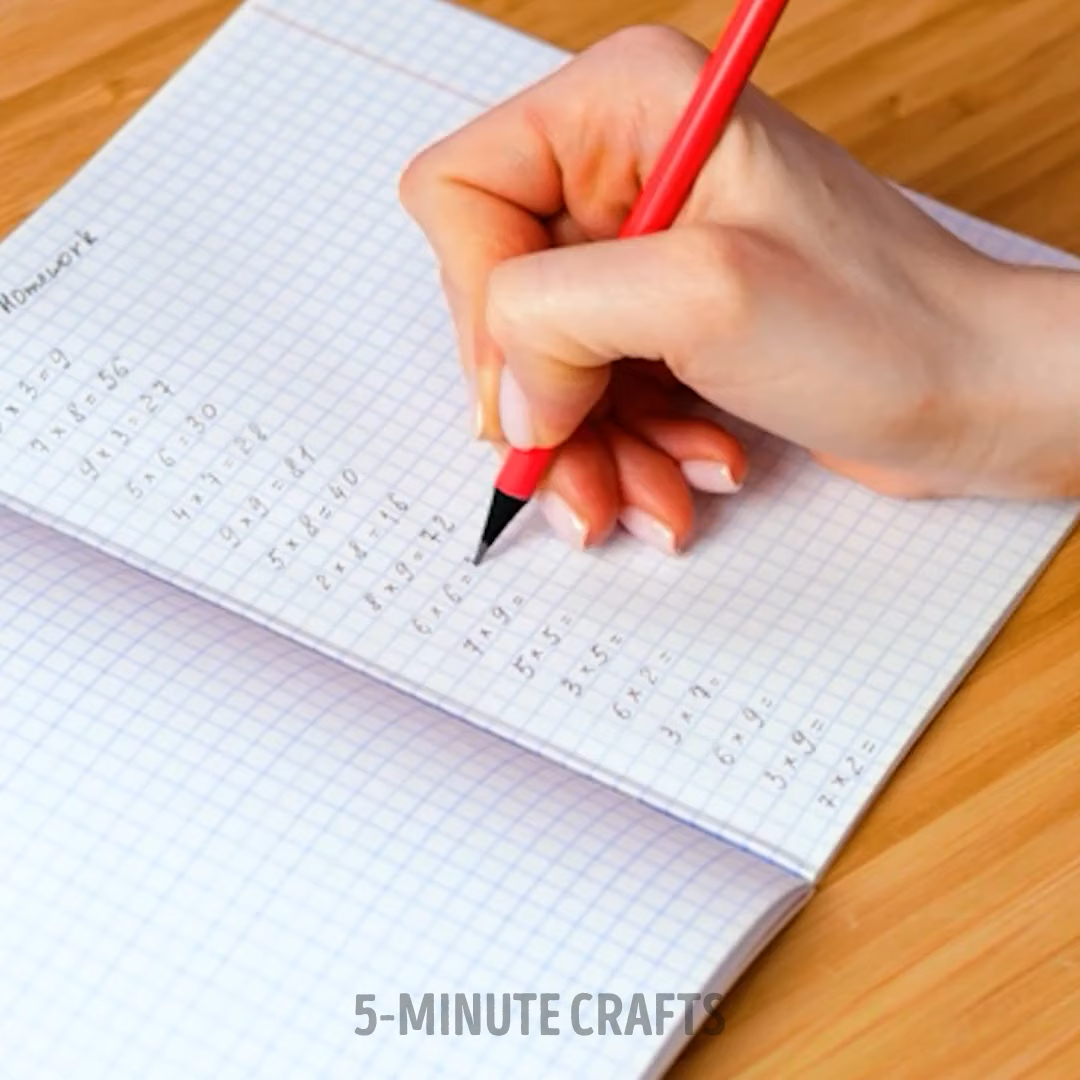 Homework
x 3 = 9
7 x 8 = 56
9 x 3 = 27
5 x 6 = 30
4 x 7 = 28
9 x 9 = 81
5 x 8 = 40
2 x 8 = 16
8 x 9 = 72
6 x 6 =
7 x 9 =
5 x 5 =
3 x 5 =
6 x 2 =
3 x 7 =
6 x 9 =
3 x 9 =
7 x 2 =
5-MINUTE CRAFTS